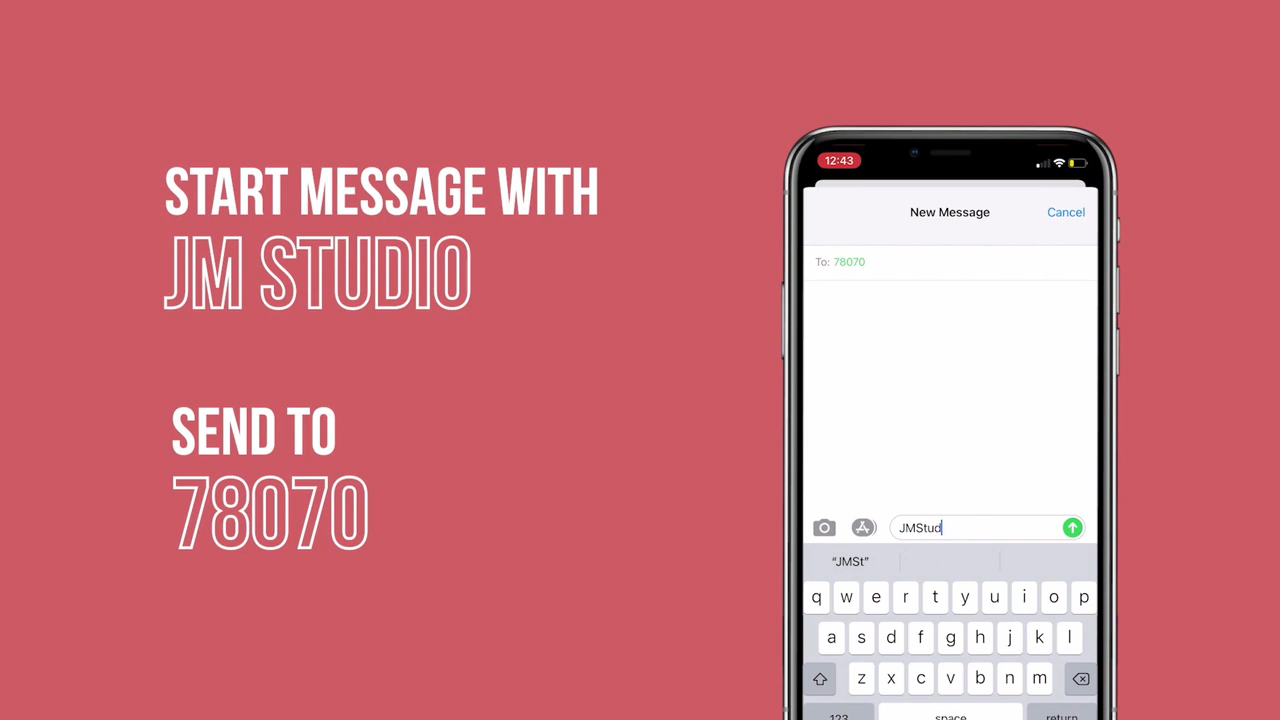 START MESSAGE WITH
JM STUDIO
SEND TO
78070
12:43
New Message
Cancel
To: 78070
JMStud
“JMSt”
q w e r t y u i o p
a s d f g h j k l
z x c v b n m
123 space return